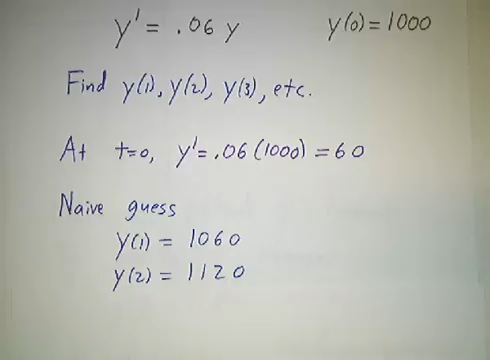 y' = .06 y y(0) = 1000
Find y(1), y(2), y(3), etc.
At t=0, y' = .06 (1000) = 60
Naive guess
y(1) = 1060
y(2) = 1120